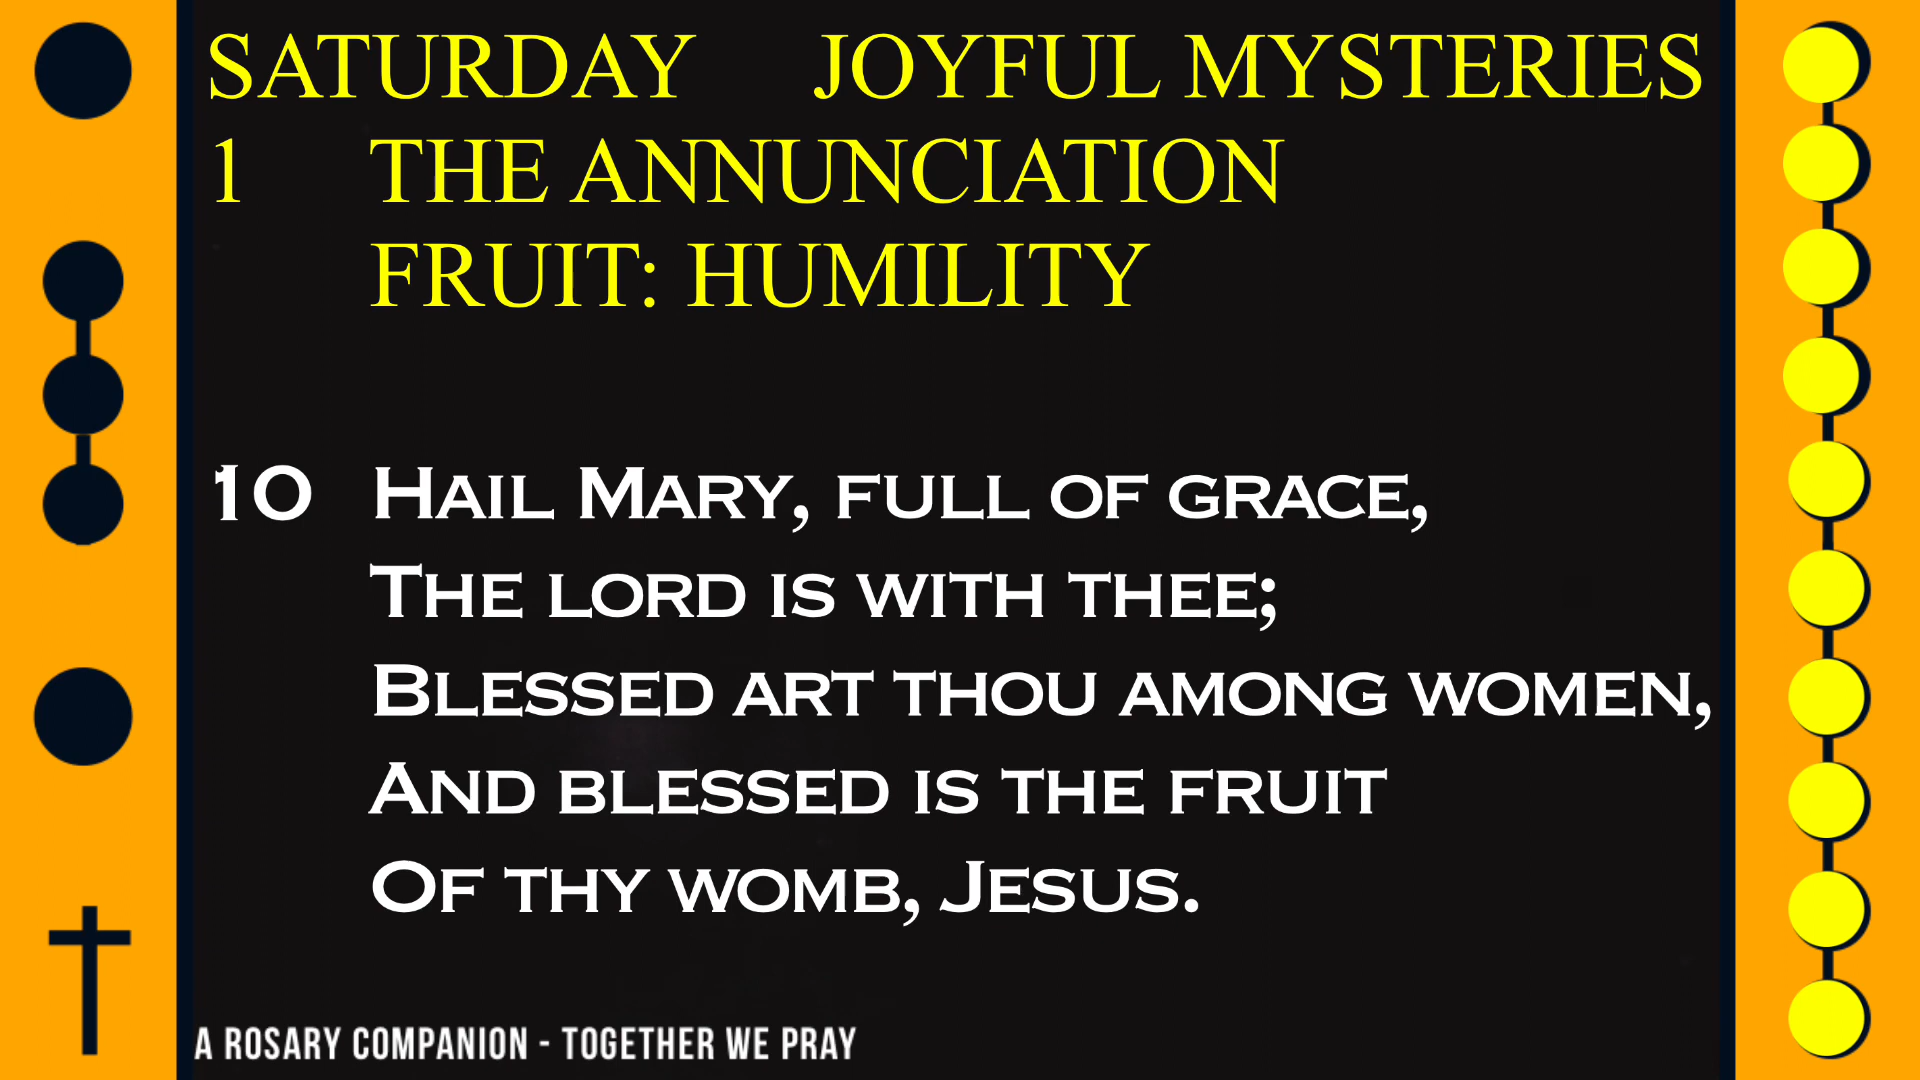 SATURDAY JOYFUL MYSTERIES
1 THE ANNUNCIATION
FRUIT: HUMILITY
10 Hail Mary, full of grace,
The lord is with thee;
Blessed art thou among women,
And blessed is the fruit
Of thy womb, Jesus.
A ROSARY COMPANION - TOGETHER WE PRAY